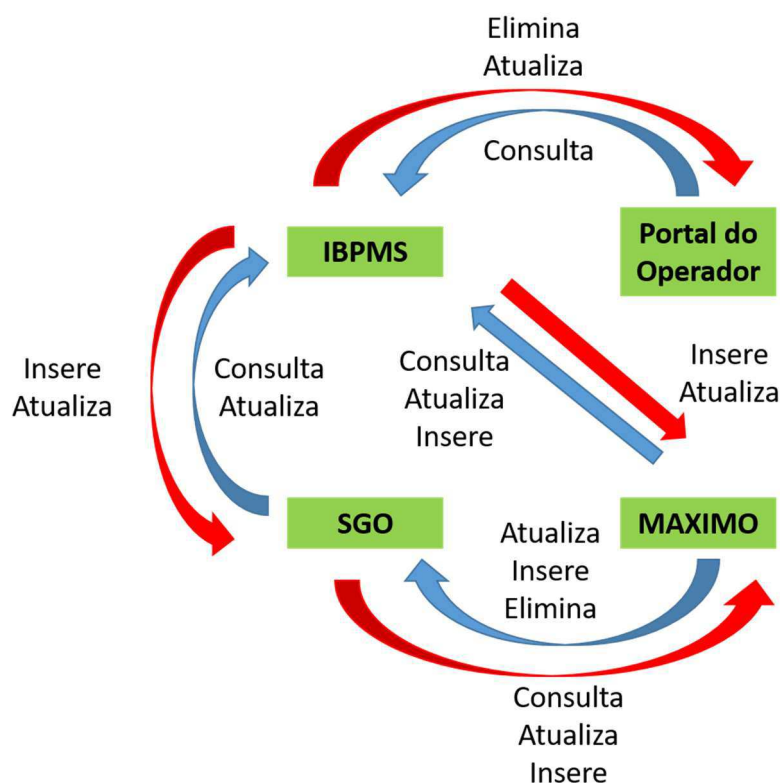 Elimina
Atualiza
Consulta
IBPMS
Portal do
Operador
Insere
Atualiza
Consulta
Atualiza
Consulta
Atualiza
Insere
Insere
Atualiza
SGO
Atualiza
Insere
Elimina
MAXIMO
Consulta
Atualiza
Insere